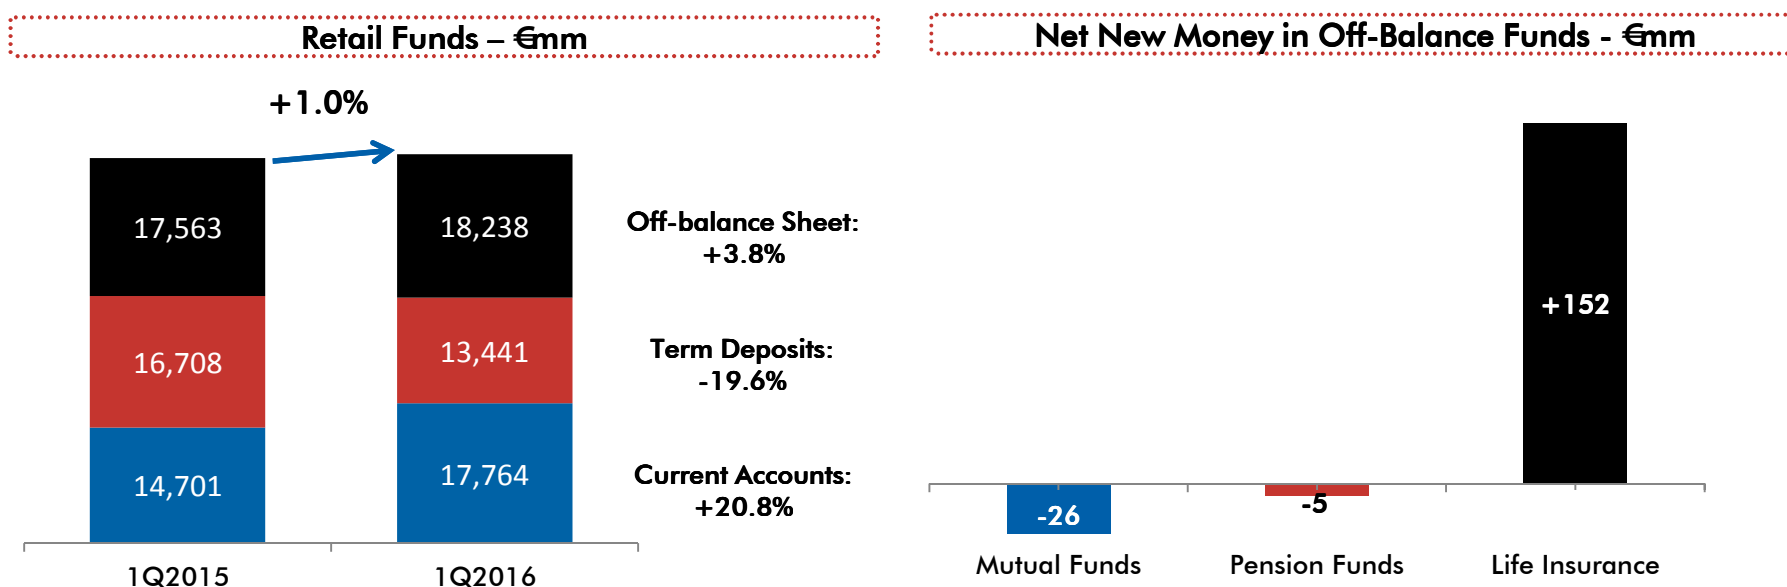 Retail Funds – €mm
+1.0%
17,563
18,238
16,708
13,441
14,701
17,764
1Q2015
1Q2016
Off-balance Sheet:
+3.8%
Term Deposits:
-19.6%
Current Accounts:
+20.8%
Net New Money in Off-Balance Funds - €mm
-26
-5
+152
Mutual Funds
Pension Funds
Life Insurance